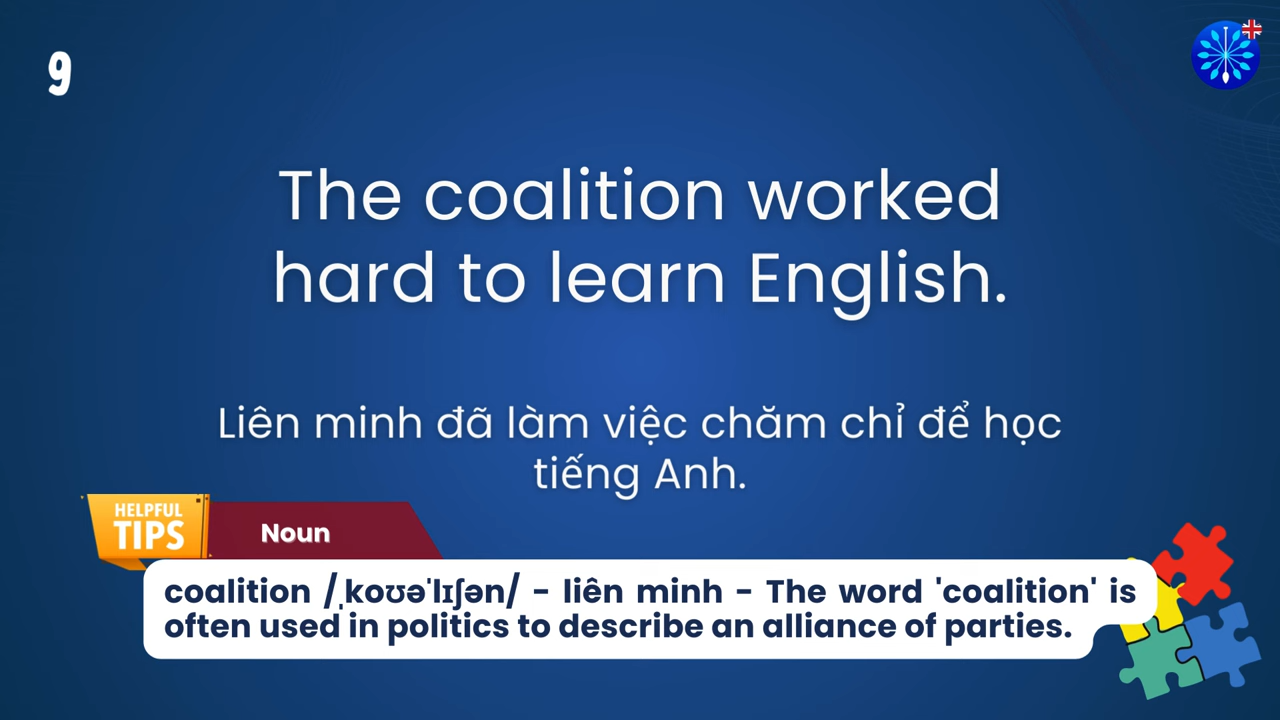 9
The coalition worked
hard to learn English.
Liên minh đã làm việc chăm chỉ để học
tiếng Anh.
HELPFUL
TIPS
Noun
coalition /ˌkoʊəˈlɪʃən/ - liên minh - The word 'coalition' is
often used in politics to describe an alliance of parties.